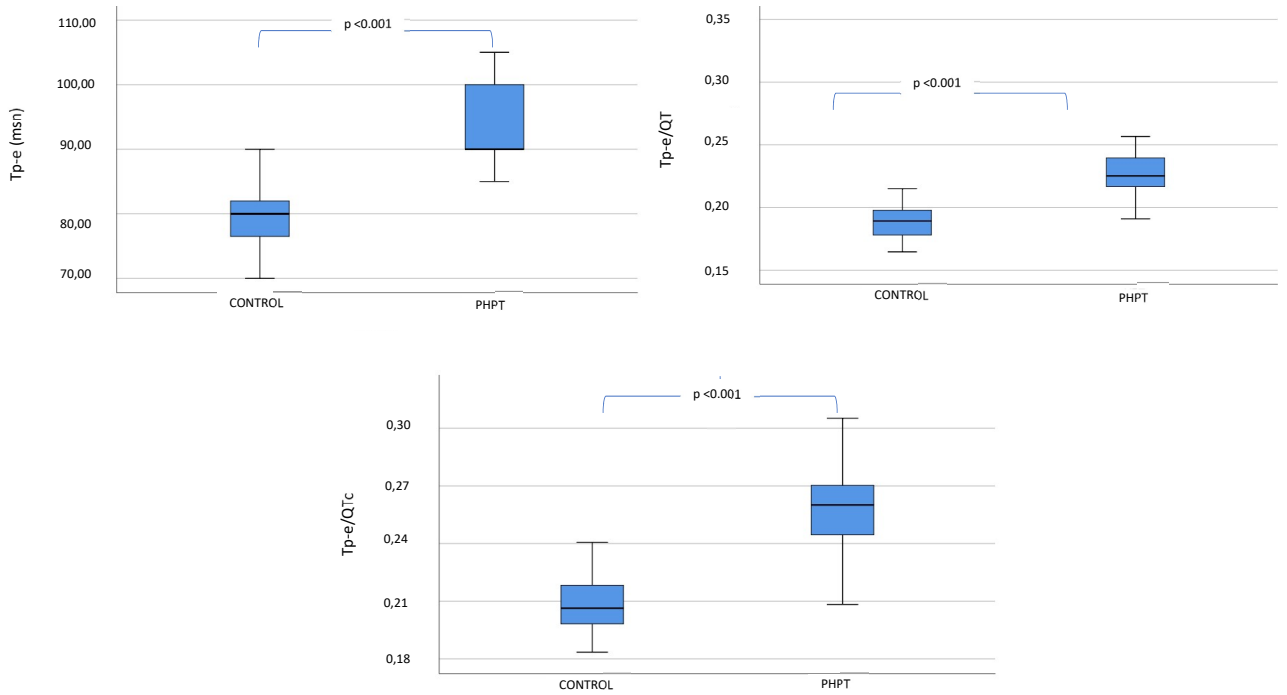 110,00
p <0.001
100,00
Tp-e (msn)
90,00
80,00
70,00
CONTROL
PHPT
0,35
0,30
p <0.001
Tp-e/QT
0,25
0,20
0,15
CONTROL
PHPT
p <0.001
0,30
0,27
Tp-e/QTc
0,24
0,21
0,18
CONTROL
PHPT